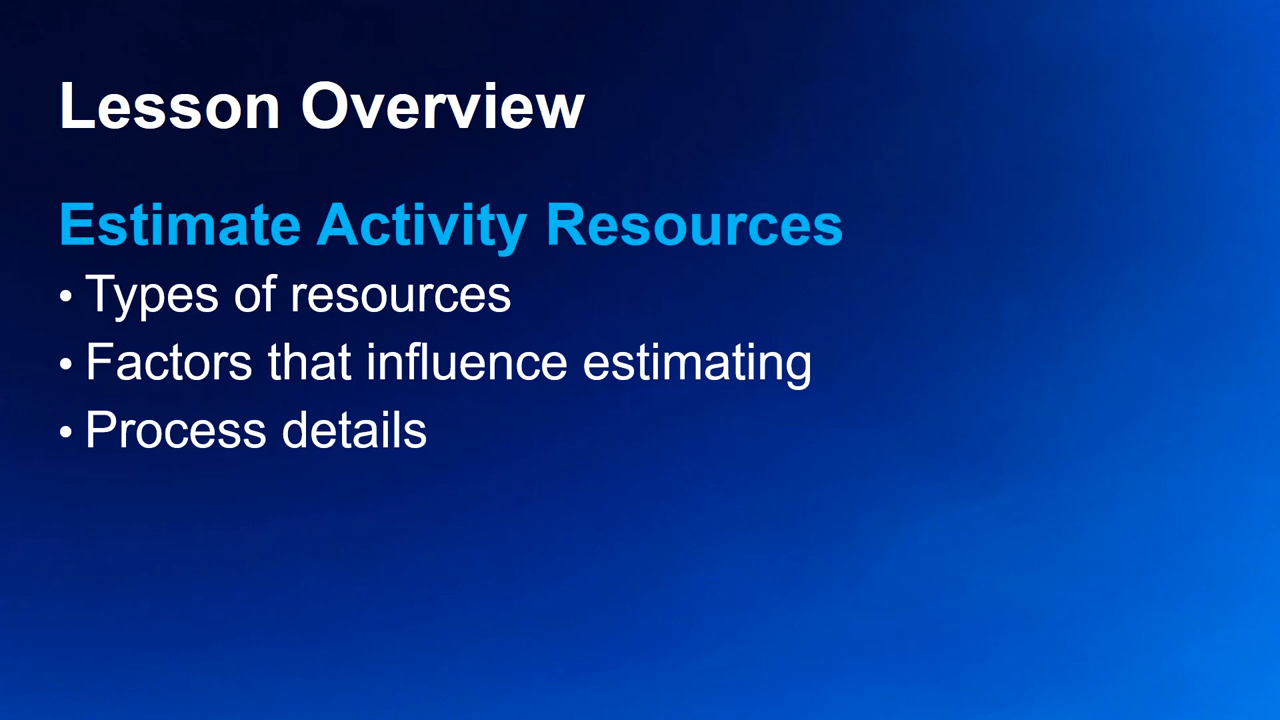 Lesson Overview
Estimate Activity Resources
• Types of resources
• Factors that influence estimating
• Process details